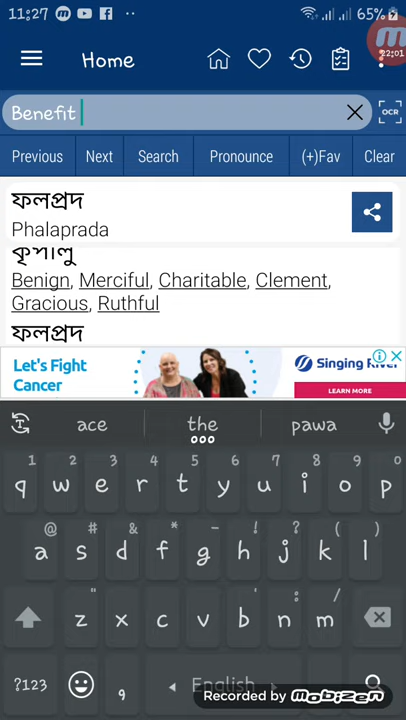 11:27
65%
Home
22:01
Benefit
OCR
Previous Next Search Pronounce (+)Fav Clear
ফলপ্রদ
Phalaprada
কৃপালু
Benign, Merciful, Charitable, Clement,
Gracious, Ruthful
ফলপ্রদ
Let's Fight
Cancer
Singing River
LEARN MORE
ace the pawa
1 2 3 4 5 6 7 8 9 0
q w e r t y u i o p
@ # & * - ! ? ( )
a s d f g h j k l
" ' : ; /
z x c v b n m
?123 , English
Recorded by mobizen